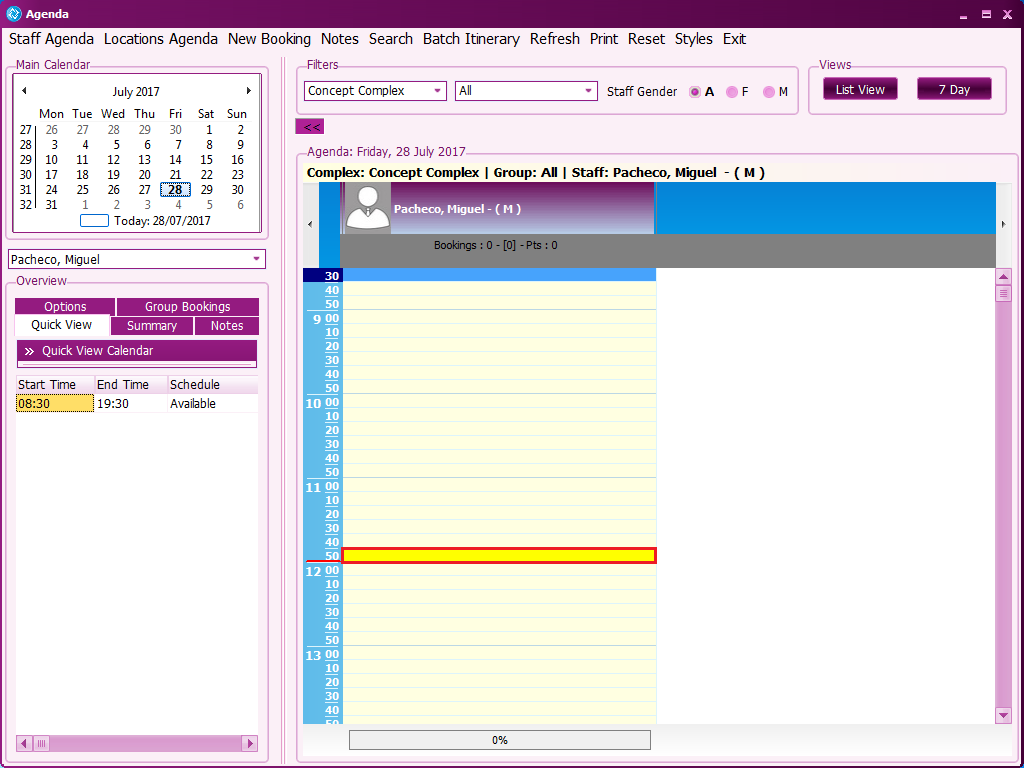 Agenda
Staff Agenda Locations Agenda New Booking Notes Search Batch Itinerary Refresh Print Reset Styles Exit
Main Calendar
July 2017
Mon Tue Wed Thu Fri Sat Sun
27 26 27 28 29 30 1 2
28 3 4 5 6 7 8 9
29 10 11 12 13 14 15 16
30 17 18 19 20 21 22 23
31 24 25 26 27 28 29 30
32 31 1 2 3 4 5 6
Today: 28/07/2017
Pacheco, Miguel
Overview
Options Group Bookings
Quick View Summary Notes
» Quick View Calendar
Start Time End Time Schedule
08:30 19:30 Available
Filters
Concept Complex All Staff Gender A F M
Views
List View 7 Day
<<
Agenda: Friday, 28 July 2017
Complex: Concept Complex | Group: All | Staff: Pacheco, Miguel - ( M )
Pacheco, Miguel - ( M )
Bookings : 0 - [0] - Pts : 0
30
40
50
9 00
10
20
30
40
50
10 00
10
20
30
40
50
11 00
10
20
30
40
50
12 00
10
20
30
40
50
13 00
10
20
30
40
50
0%